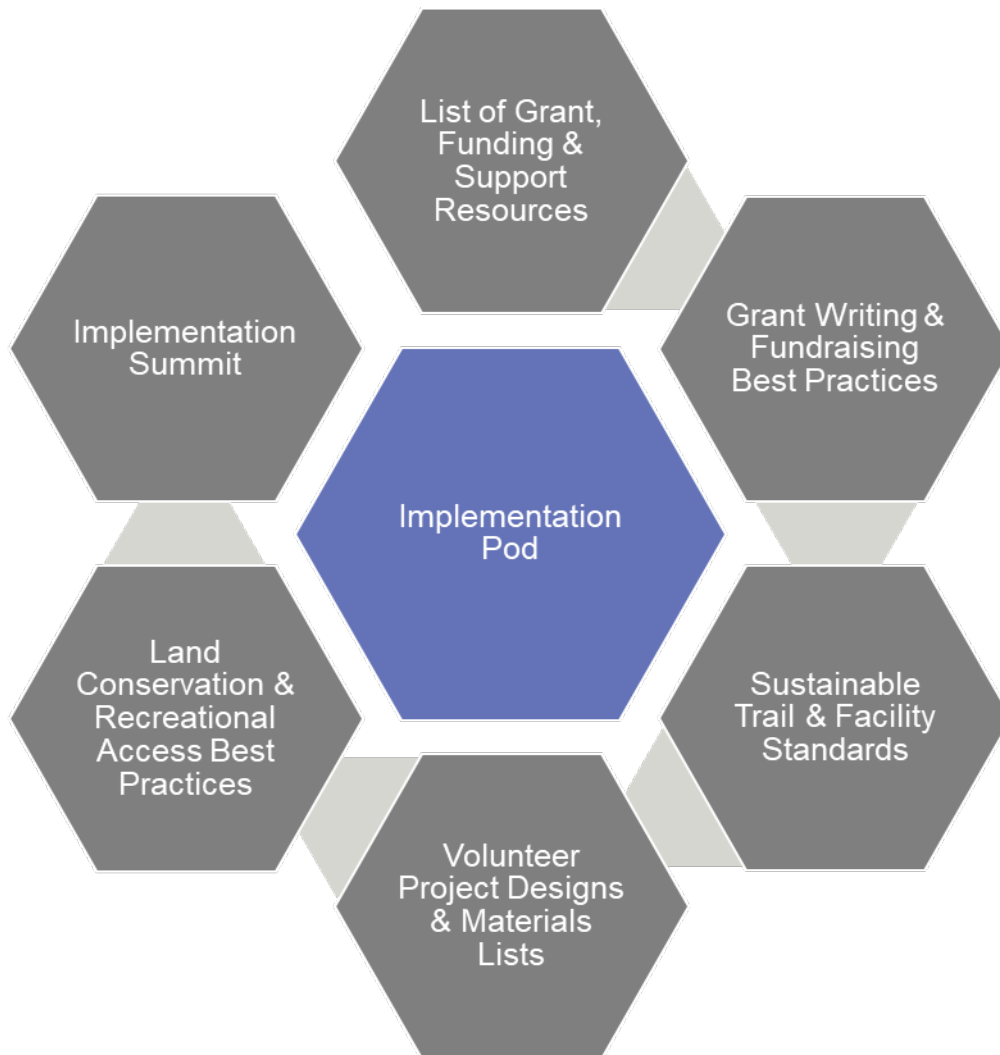 List of Grant,
Funding &
Support
Resources
Grant Writing &
Fundraising
Best Practices
Sustainable
Trail & Facility
Standards
Volunteer
Project Designs
& Materials
Lists
Land
Conservation &
Recreational
Access Best
Practices
Implementation
Summit
Implementation
Pod